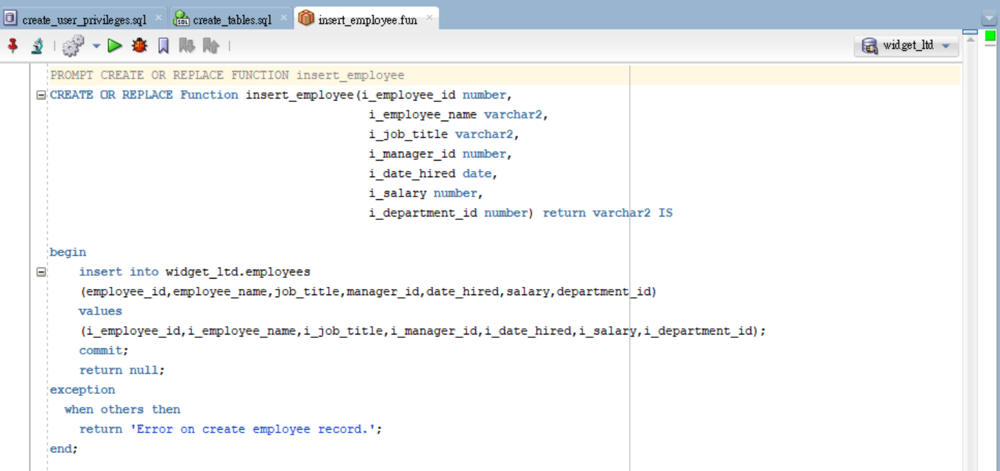 create_user_privileges.sql
create_tables.sql
insert_employee.fun
widget_ltd
PROMPT CREATE OR REPLACE FUNCTION insert_employee
CREATE OR REPLACE Function insert_employee(i_employee_id number,
i_employee_name varchar2,
i_job_title varchar2,
i_manager_id number,
i_date_hired date,
i_salary number,
i_department_id number) return varchar2 IS
begin
insert into widget_ltd.employees
(employee_id,employee_name,job_title,manager_id,date_hired,salary,department_id)
values
(i_employee_id,i_employee_name,i_job_title,i_manager_id,i_date_hired,i_salary,i_department_id);
commit;
return null;
exception
when others then
return 'Error on create employee record.';
end;